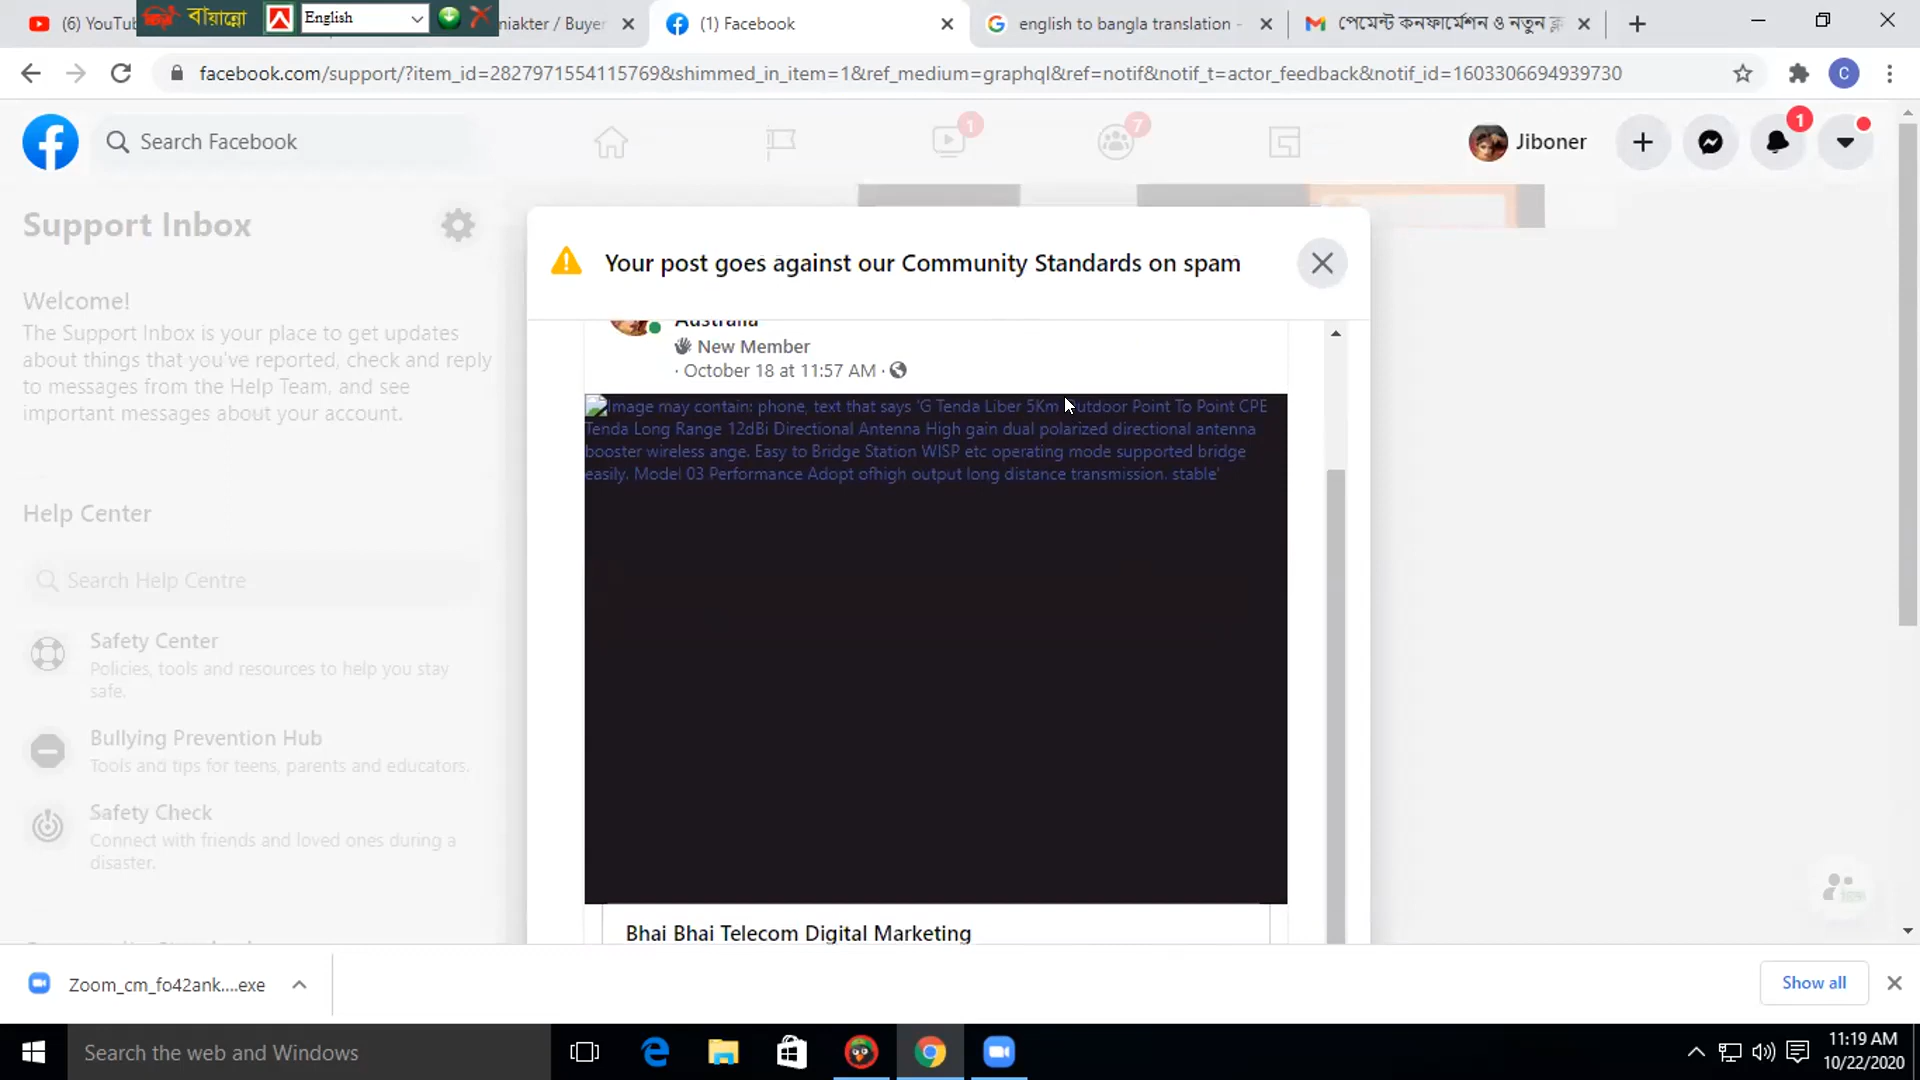 (6) YouTu
বায়ান্নো
English
niakter / Buyer
(1) Facebook
english to bangla translation -
পেমেন্ট কনফার্মেশন ও নতুন ক্ল
facebook.com/support/?item_id=2827971554115769&shimmed_in_item=1&ref_medium=graphql&ref=notif&notif_t=actor_feedback&notif_id=1603306694939730
C
Search Facebook
1
7
Jiboner
1
Support Inbox
Welcome!
The Support Inbox is your place to get updates
about things that you've reported, check and reply
to messages from the Help Team, and see
important messages about your account.
Help Center
Search Help Centre
Safety Center
Policies, tools and resources to help you stay
safe.
Bullying Prevention Hub
Tools and tips for teens, parents and educators.
Safety Check
Connect with friends and loved ones during a
disaster.
Your post goes against our Community Standards on spam
Australia
New Member
· October 18 at 11:57 AM ·
Image may contain: phone, text that says 'G Tenda Liber 5Km Outdoor Point To Point CPE
Tenda Long Range 12dBi Directional Antenna High gain dual polarized directional antenna
booster wireless ange. Easy to Bridge Station WISP etc operating mode supported bridge
easily. Model 03 Performance Adopt ofhigh output long distance transmission. stable'
Bhai Bhai Telecom Digital Marketing
Zoom_cm_fo42ank....exe
Show all
Search the web and Windows
11:19 AM
10/22/2020